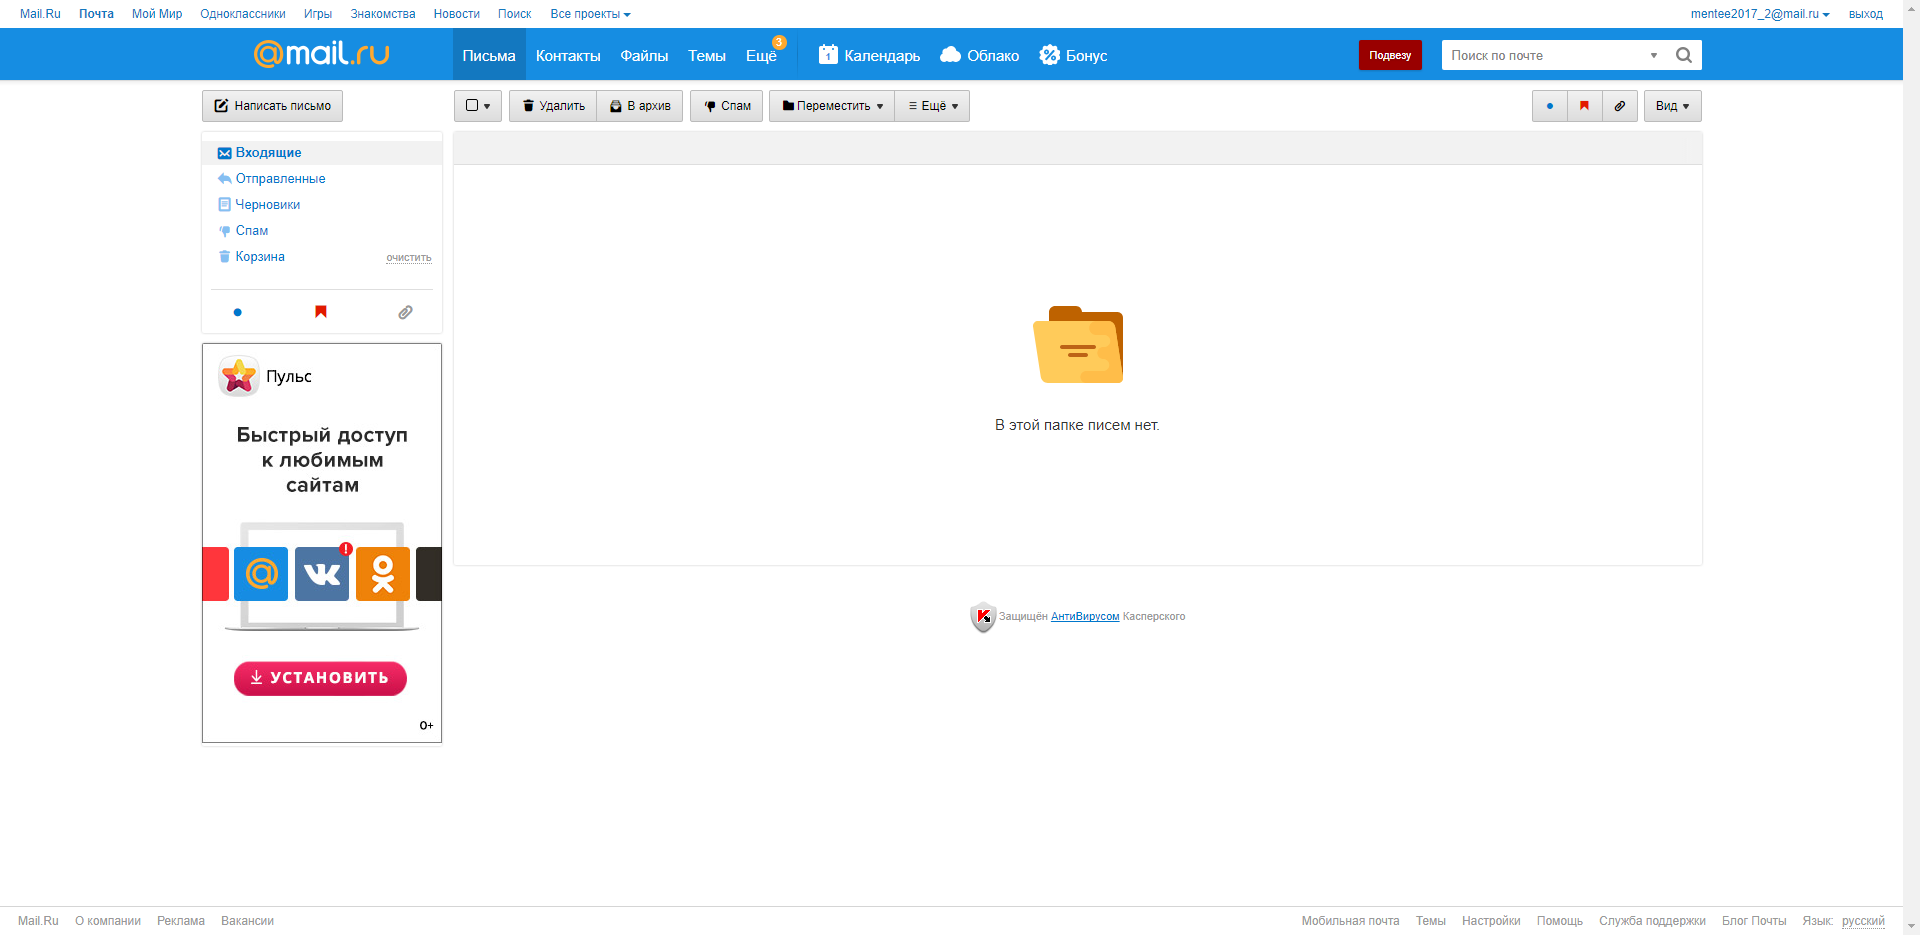 Mail.Ru Почта Мой Мир Одноклассники Игры Знакомства Новости Поиск Все проекты mentee2017_2@mail.ru выход
@mail.ru Письма Контакты Файлы Темы Ещё 3 1 Календарь Облако Бонус Подвезу Поиск по почте
Написать письмо Удалить В архив Спам Переместить Ещё Вид
Входящие
Отправленные
Черновики
Спам
Корзина очистить
Пульс
Быстрый доступ
к любимым
сайтам
УСТАНОВИТЬ
0+
В этой папке писем нет.
Защищён АнтиВирусом Касперского
Mail.Ru О компании Реклама Вакансии Мобильная почта Темы Настройки Помощь Служба поддержки Блог Почты Язык: русский